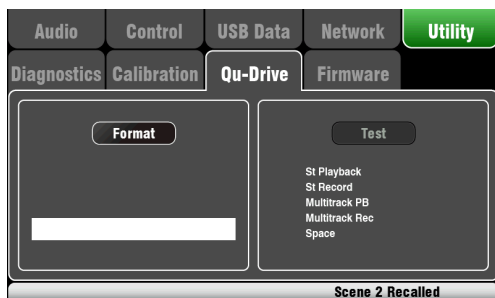 Audio Control USB Data Network Utility
Diagnostics Calibration Qu-Drive Firmware
Format
Test
St Playback
St Record
Multitrack PB
Multitrack Rec
Space
Scene 2 Recalled